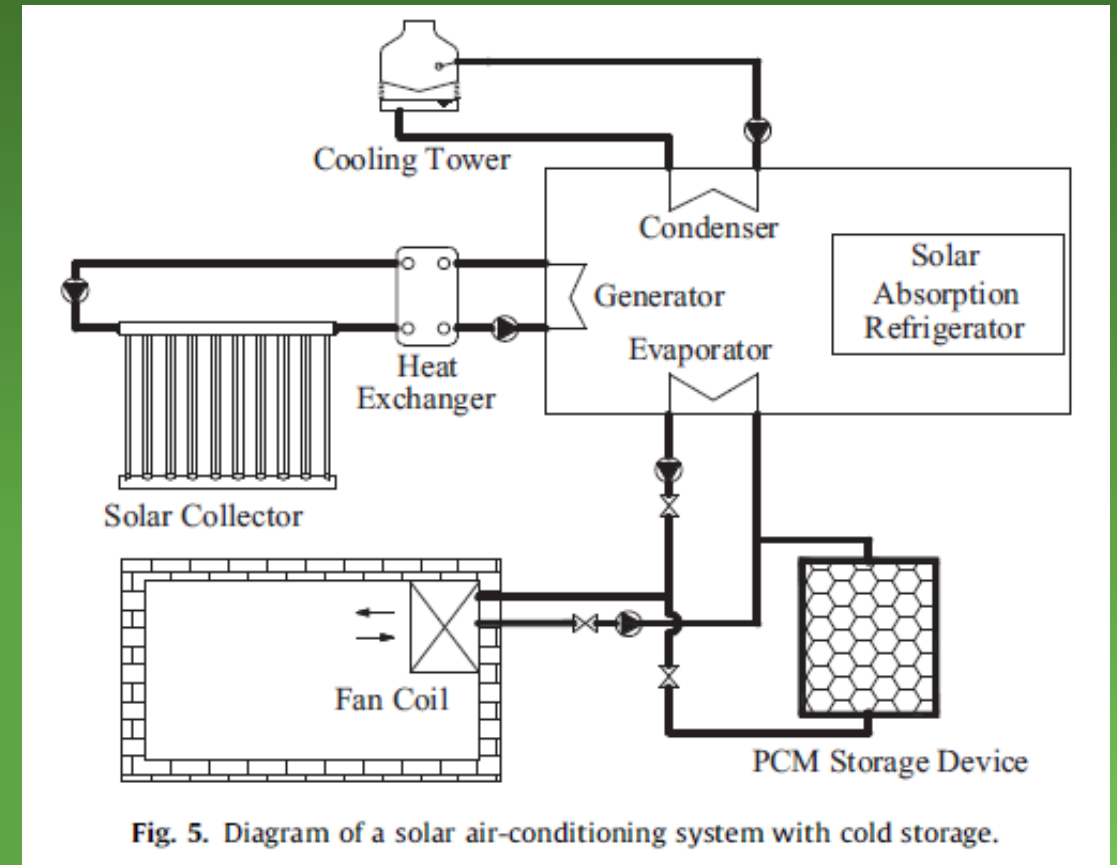 Cooling Tower
Condenser
Solar
Absorption
Refrigerator
Generator
Evaporator
Heat
Exchanger
Solar Collector
Fan Coil
PCM Storage Device
Fig. 5. Diagram of a solar air-conditioning system with cold storage.